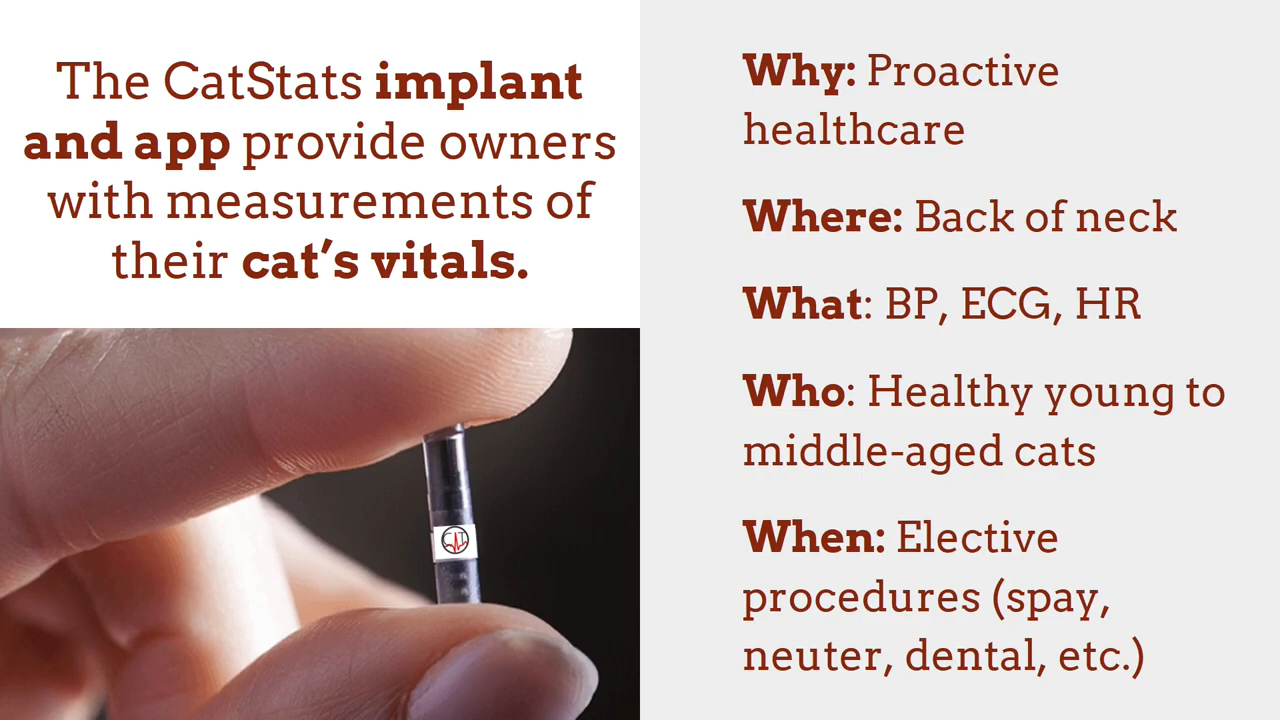 The CatStats implant
and app provide owners
with measurements of
their cat’s vitals.
Why: Proactive
healthcare
Where: Back of neck
What: BP, ECG, HR
Who: Healthy young to
middle-aged cats
When: Elective
procedures (spay,
neuter, dental, etc.)